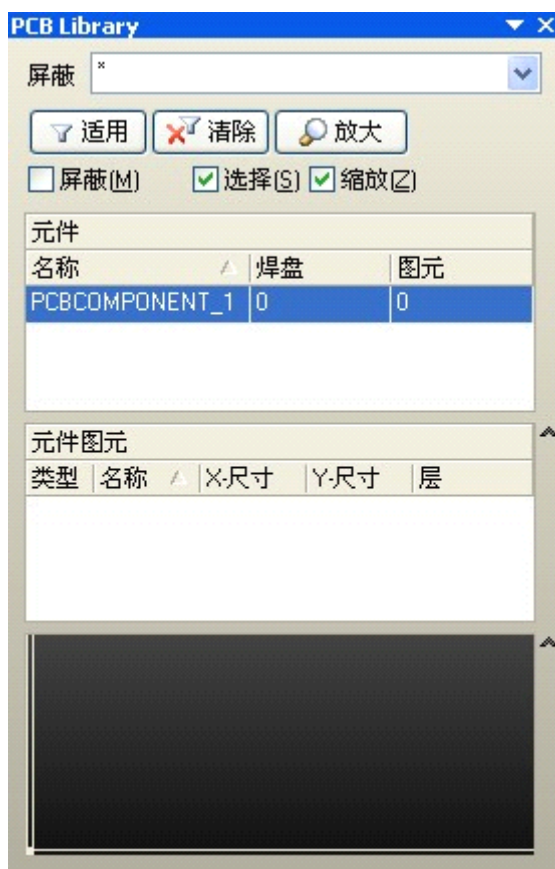 PCB Library
屏蔽 *
适用 清除 放大
屏蔽(M) 选择(S) 缩放(Z)
元件
名称 焊盘 图元
PCBCOMPONENT_1 0 0
元件图元
类型 名称 X-尺寸 Y-尺寸 层